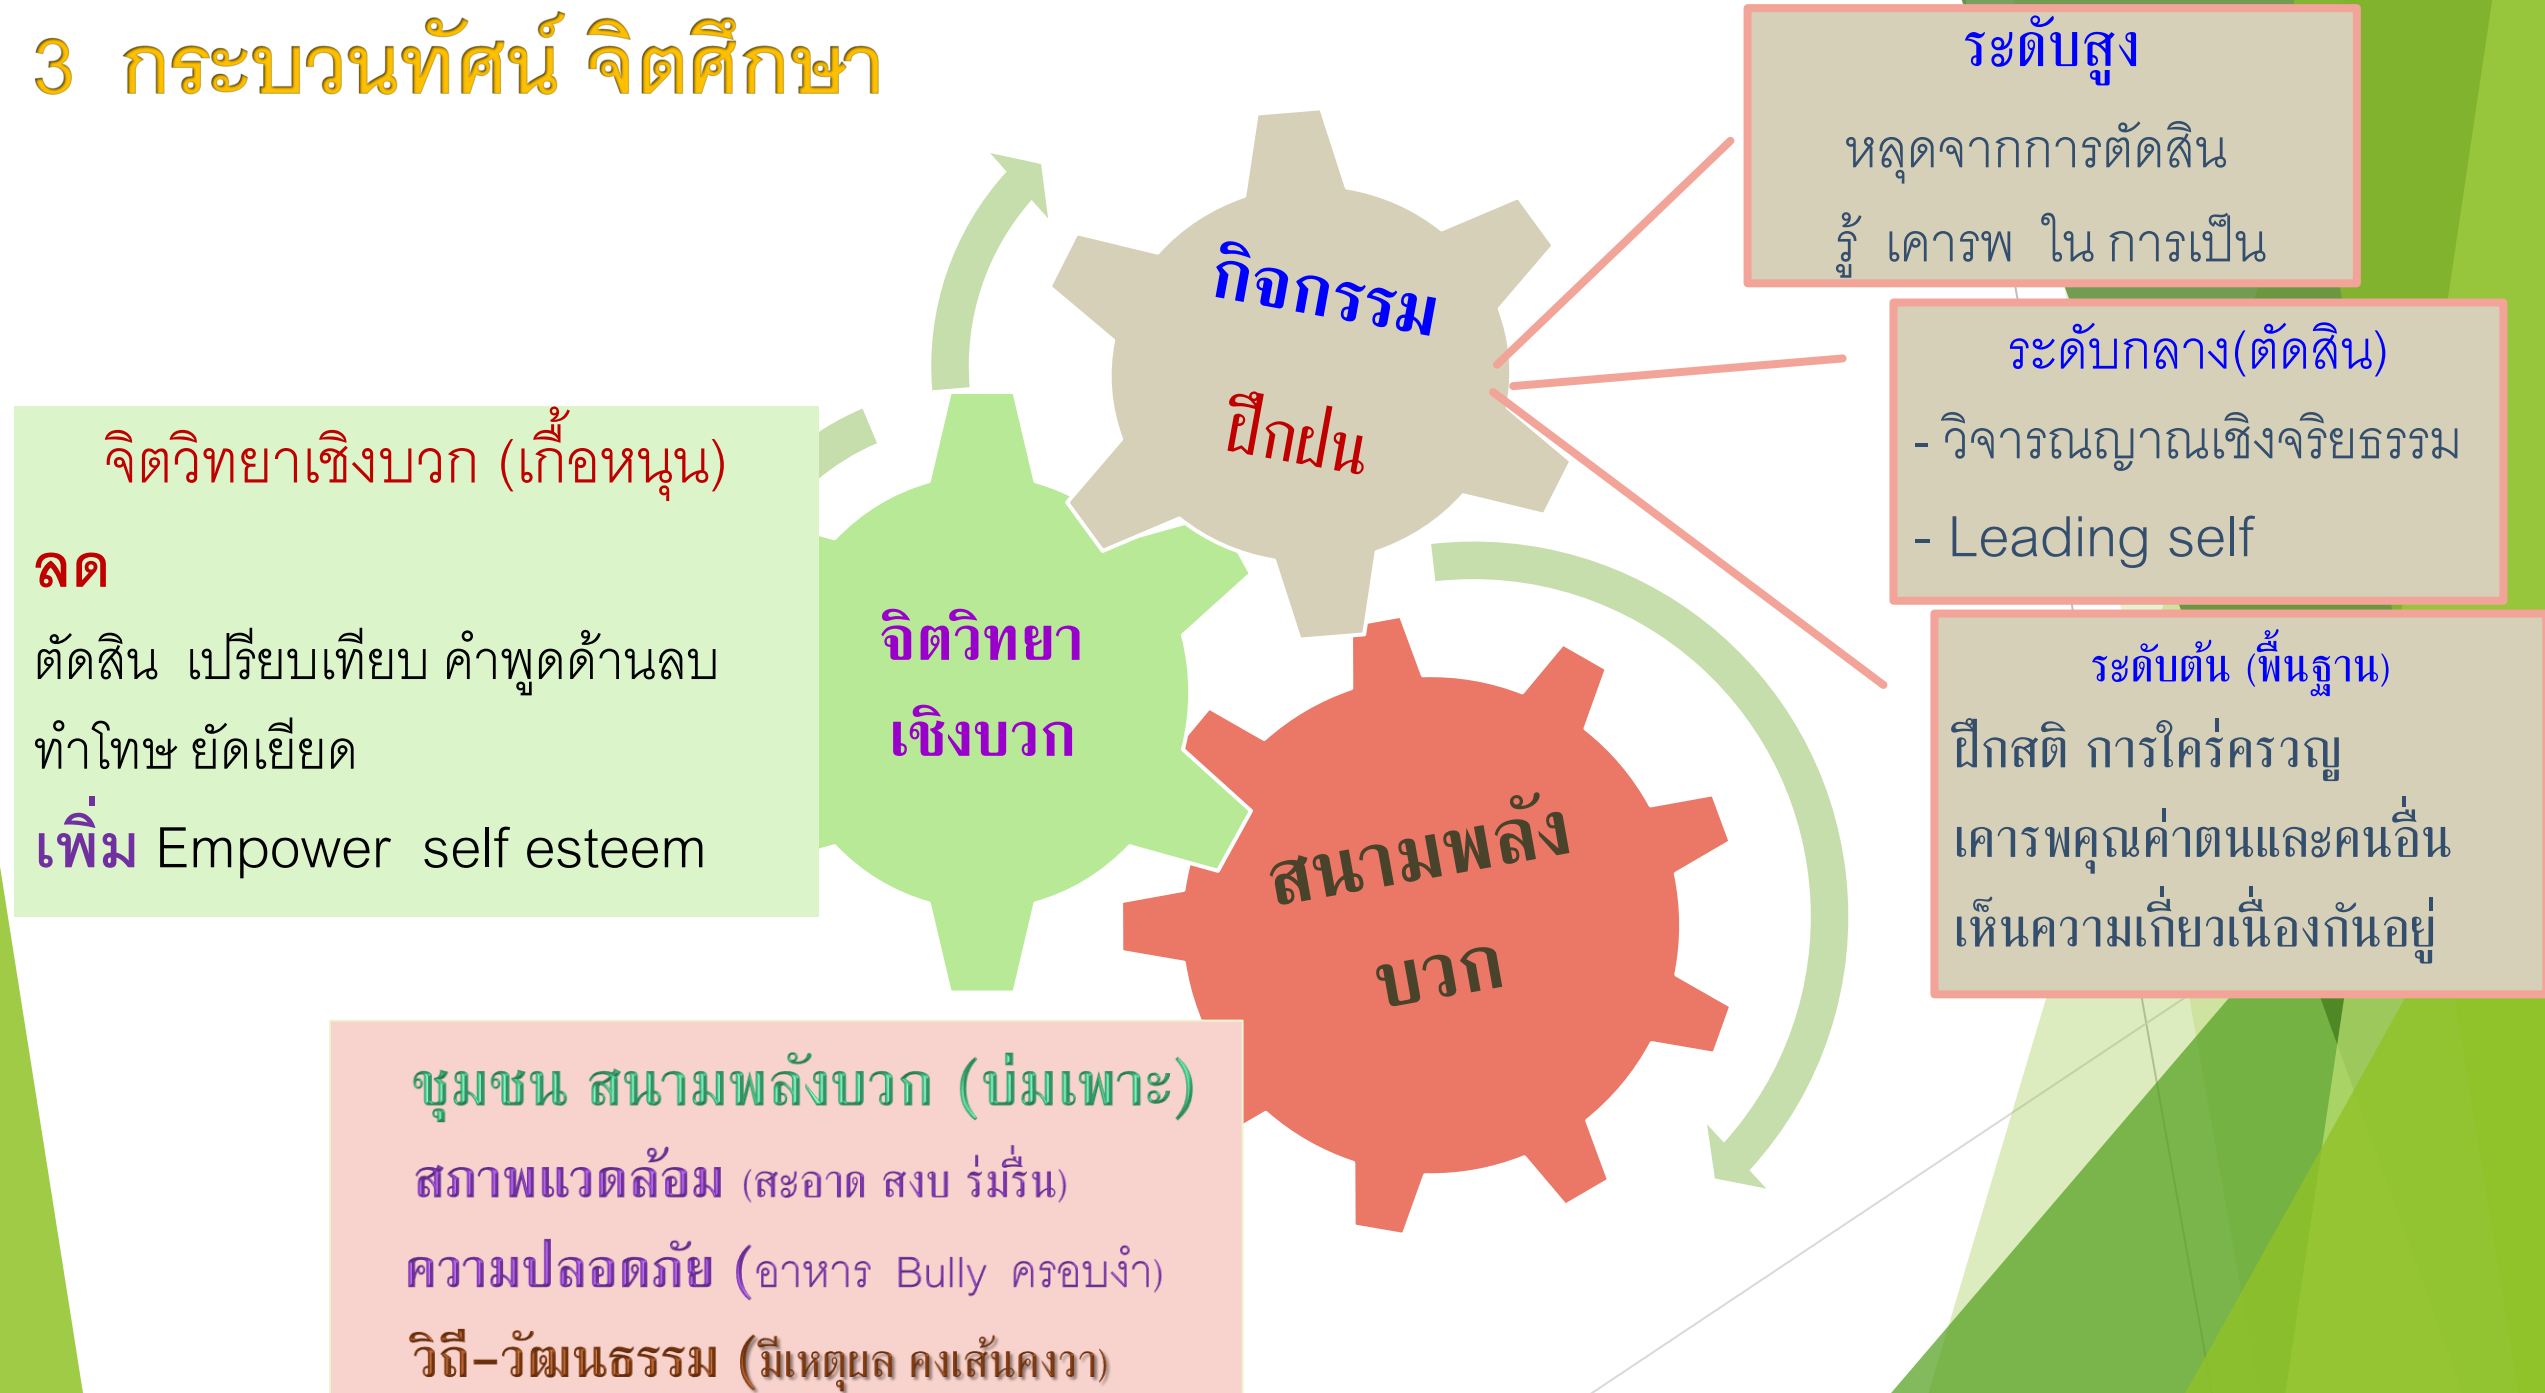 3 กระบวนทัศน์ จิตศึกษา
กิจกรรม
ฝึกฝน
จิตวิทยา
เชิงบวก
สนามพลัง
บวก
ระดับสูง
หลุดจากการตัดสิน
รู้ เคารพ ใน การเป็น
ระดับกลาง(ตัดสิน)
- วิจารณญาณเชิงจริยธรรม
- Leading self
ระดับต้น (พื้นฐาน)
ฝึกสติ การใคร่ครวญ
เคารพคุณค่าตนและคนอื่น
เห็นความเกี่ยวเนื่องกันอยู่
จิตวิทยาเชิงบวก (เกื้อหนุน)
ลด
ตัดสิน เปรียบเทียบ คำพูดด้านลบ
ทำโทษ ยัดเยียด
เพิ่ม Empower self esteem
ชุมชน สนามพลังบวก (บ่มเพาะ)
สภาพแวดล้อม (สะอาด สงบ ร่มรื่น)
ความปลอดภัย (อาหาร Bully ครอบงำ)
วิถี-วัฒนธรรม (มีเหตุผล คงเส้นคงวา)